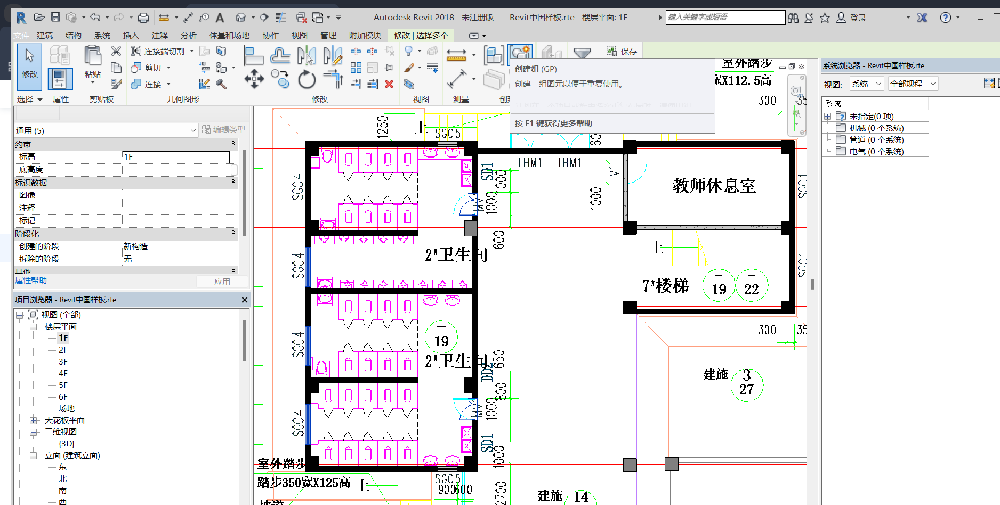 Autodesk Revit 2018 - 未注册版 - Revit中国样板.rte - 楼层平面: 1F
键入关键字或短语
登录
文件 建筑 结构 系统 插入 注释 分析 体量和场地 协作 视图 管理 附加模块 修改 | 选择多个
修改
粘贴
连接端切割
剪切
连接
保存
选择 属性 剪贴板 几何图形 修改 视图 测量
创建组 (GP)
创建一组图元以便于重复使用。
按 F1 键获得更多帮助
通用 (5)
编辑类型
约束
标高 1F
底高度
标识数据
图像
注释
标记
阶段化
创建的阶段 新构造
拆除的阶段 无
其他
属性帮助
应用
项目浏览器 - Revit中国样板.rte
视图 (全部)
楼层平面
1F
2F
3F
4F
5F
6F
场地
天花板平面
三维视图
{3D}
立面 (建筑立面)
东
北
南
西
系统浏览器 - Revit中国样板.rte
视图: 系统 全部规程
系统
未指定(0 项)
机械 (0 个系统)
管道 (0 个系统)
电气 (0 个系统)
室外踏步
宽X112.5高
300
35
1250
上
SGC5
60
LHM1
LHM1
SD1
1000
M1
教师休息室
SGC1
SGC4
MM1
1000
1000
600
2#卫生间
SGC4
上
SGC1
7#楼梯
19
22
SGC4
19
2#卫生间
650
DD2
300
35
建施
3
27
600
MM1
1000
SGC4
SD1
1000
室外踏步
踏步350宽X125高
上
SGC5
900
600
2700
建施
14
坡道